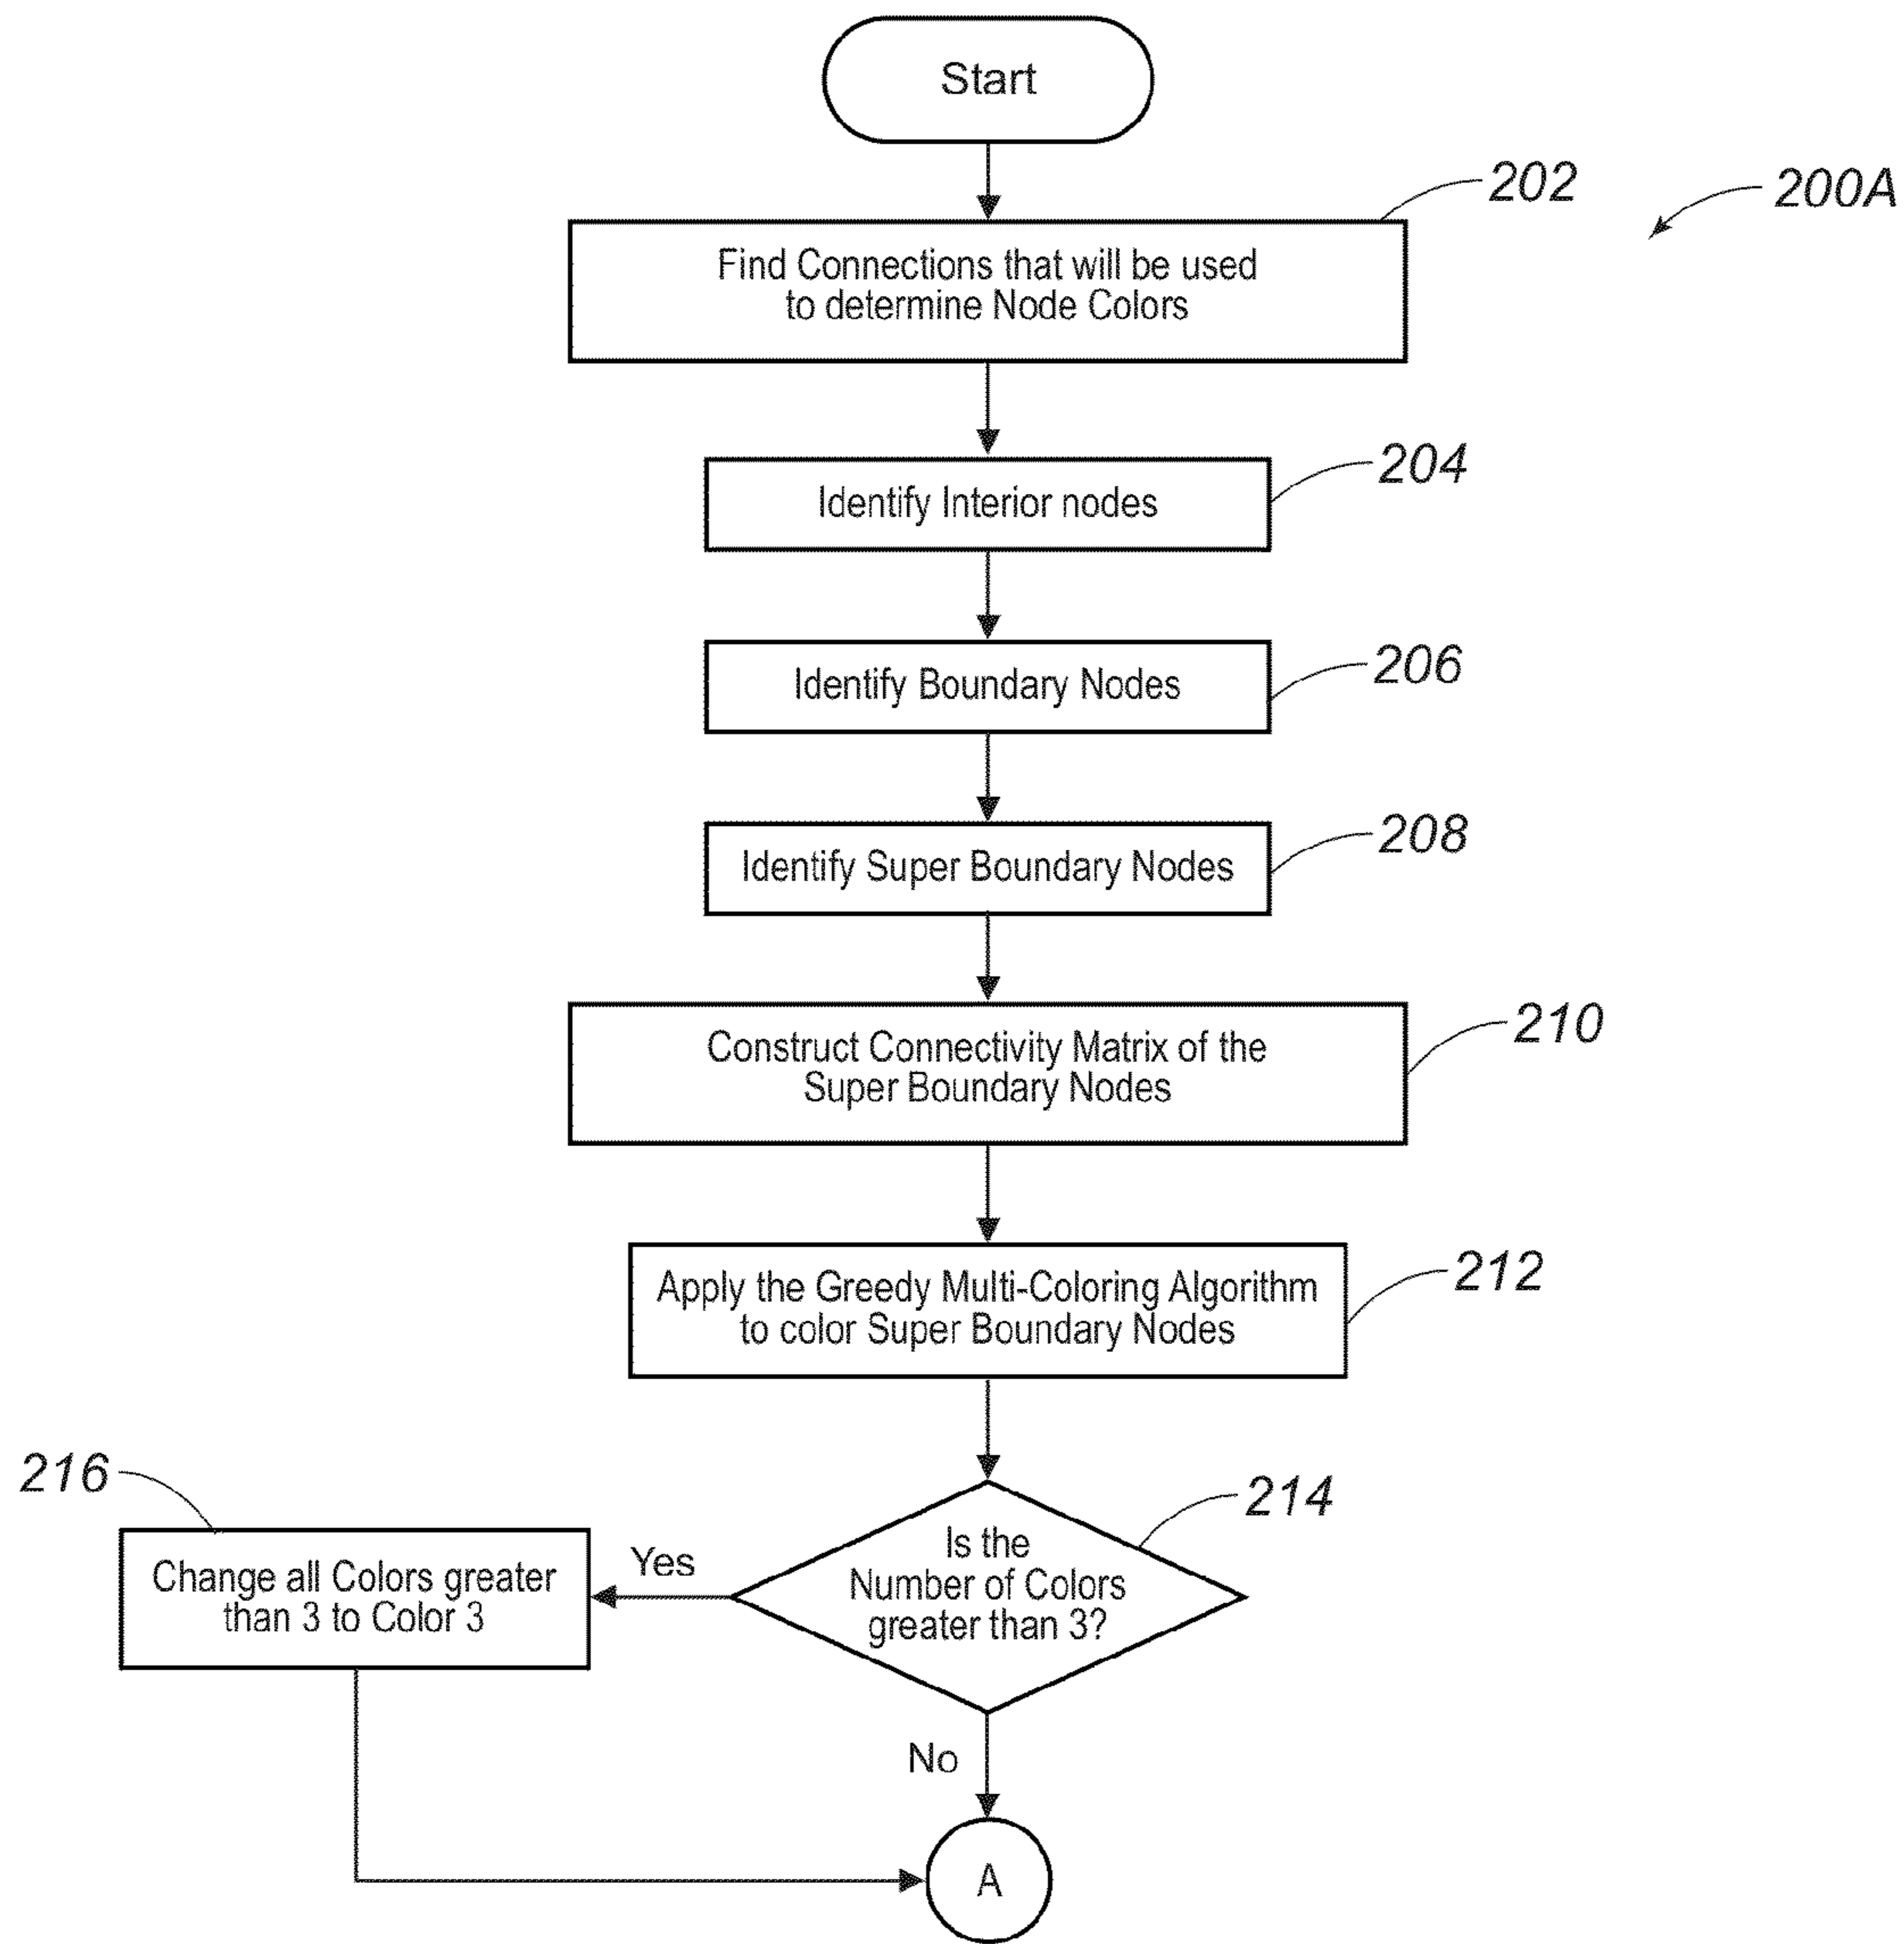 Start
202
200A
Find Connections that will be used
to determine Node Colors
204
Identify Interior nodes
206
Identify Boundary Nodes
208
Identify Super Boundary Nodes
210
Construct Connectivity Matrix of the
Super Boundary Nodes
212
Apply the Greedy Multi-Coloring Algorithm
to color Super Boundary Nodes
216
214
Is the
Number of Colors
greater than 3?
Yes
Change all Colors greater
than 3 to Color 3
No
A